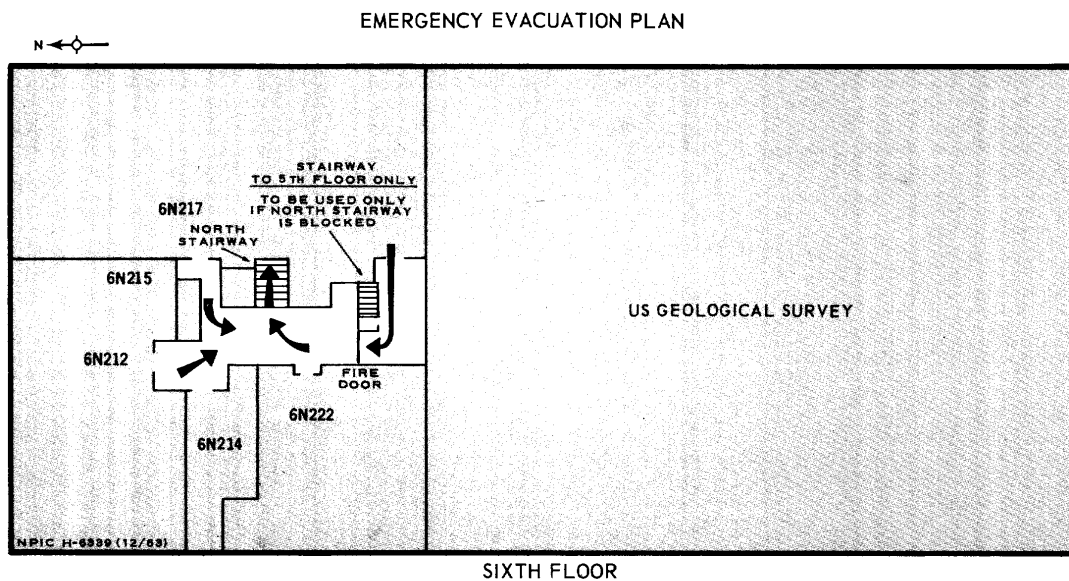 EMERGENCY EVACUATION PLAN
N
STAIRWAY
TO 5TH FLOOR ONLY
TO BE USED ONLY
IF NORTH STAIRWAY
IS BLOCKED
6N217
NORTH
STAIRWAY
6N215
US GEOLOGICAL SURVEY
6N212
FIRE
DOOR
6N222
6N214
NPIC H-6339 (12/63)
SIXTH FLOOR